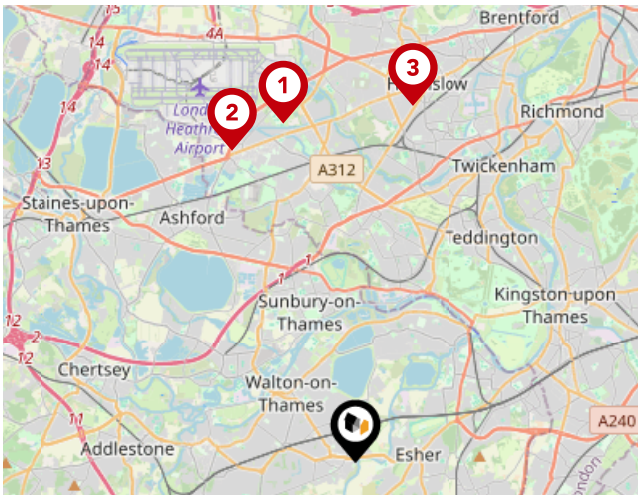 15
14
4A
Brentford
14
3
Hounslow
1
14
2
London
Heathrow
Airport
Richmond
13
A312
Twickenham
Staines-upon-
Thames
Ashford
Teddington
1
1
Sunbury-on-
Thames
Kingston upon
Thames
12
2
12
Chertsey
Walton-on-
Thames
11
A240
Addlestone
Esher
London